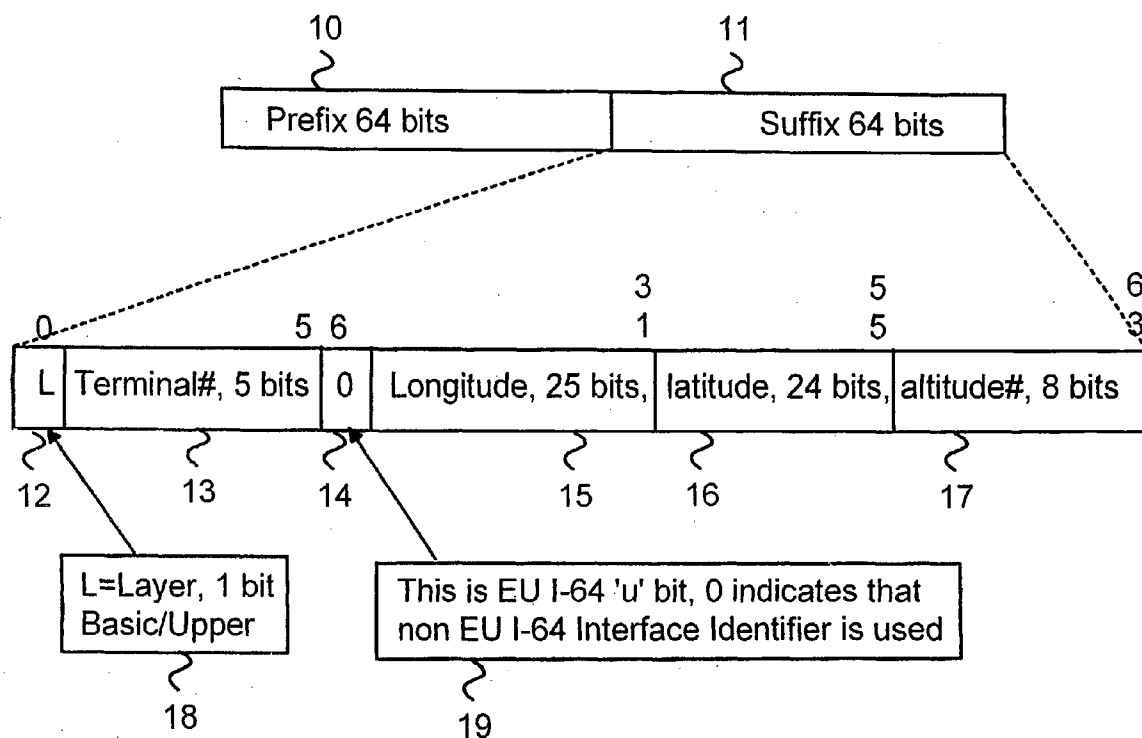 10 11
Prefix 64 bits Suffix 64 bits
3 5 6
0 5 6 1 5 3
L Terminal#, 5 bits 0 Longitude, 25 bits, latitude, 24 bits, altitude#, 8 bits
12 13 14 15 16 17
L=Layer, 1 bit
Basic/Upper
This is EU I-64 'u' bit, 0 indicates that
non EU I-64 Interface Identifier is used
18 19